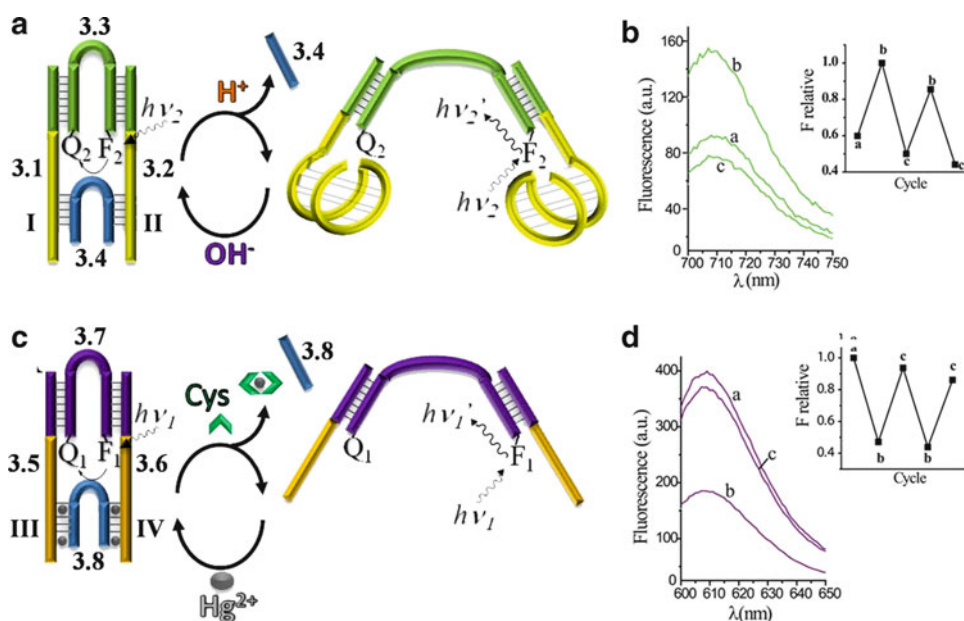 a
3.3
3.4
H⁺
hν₂
Q₂
F₂
3.1
3.2
I
II
3.4
OH⁻
hν₂'
Q₂
F₂
hν₂
b
Fluorescence (a.u.)
160
120
80
40
0
b
a
c
700 710 720 730 740 750
λ (nm)
F relative
1.0
0.8
0.6
0.4
a
b
c
b
c
Cycle
c
3.7
3.8
Cys
hν₁
Q₁
F₁
3.5
3.6
III
IV
3.8
Hg²⁺
hν₁'
Q₁
F₁
hν₁
d
Fluorescence (a.u.)
400
300
200
100
0
a
c
b
600 610 620 630 640 650
λ(nm)
F relative
1.0
0.8
0.6
0.4
a
b
c
b
c
Cycle